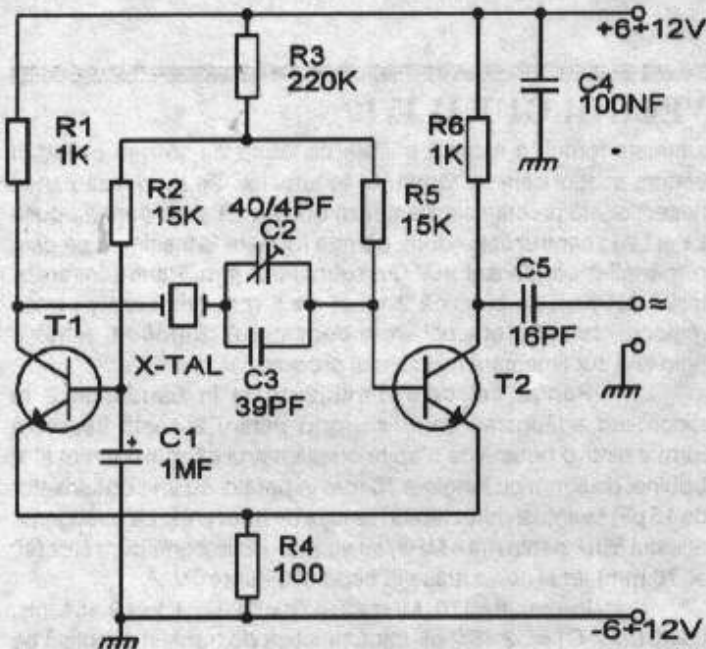 +6÷12V
R3
220K
C4
100NF
R1
1K
R6
1K
R2
15K
40/4PF
C2
R5
15K
C5
16PF
≈
T1
X-TAL
C3
39PF
T2
+
C1
1MF
R4
100
-6÷12V